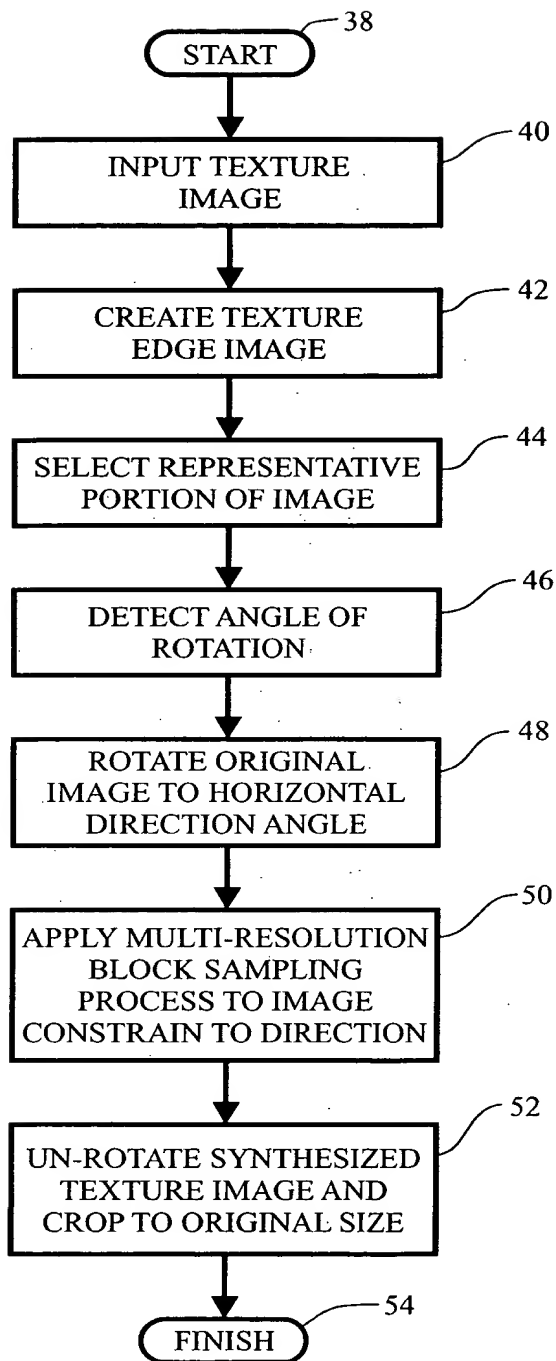 38
START
40
INPUT TEXTURE
IMAGE
42
CREATE TEXTURE
EDGE IMAGE
44
SELECT REPRESENTATIVE
PORTION OF IMAGE
46
DETECT ANGLE OF
ROTATION
48
ROTATE ORIGINAL
IMAGE TO HORIZONTAL
DIRECTION ANGLE
50
APPLY MULTI-RESOLUTION
BLOCK SAMPLING
PROCESS TO IMAGE
CONSTRAIN TO DIRECTION
52
UN-ROTATE SYNTHESIZED
TEXTURE IMAGE AND
CROP TO ORIGINAL SIZE
54
FINISH